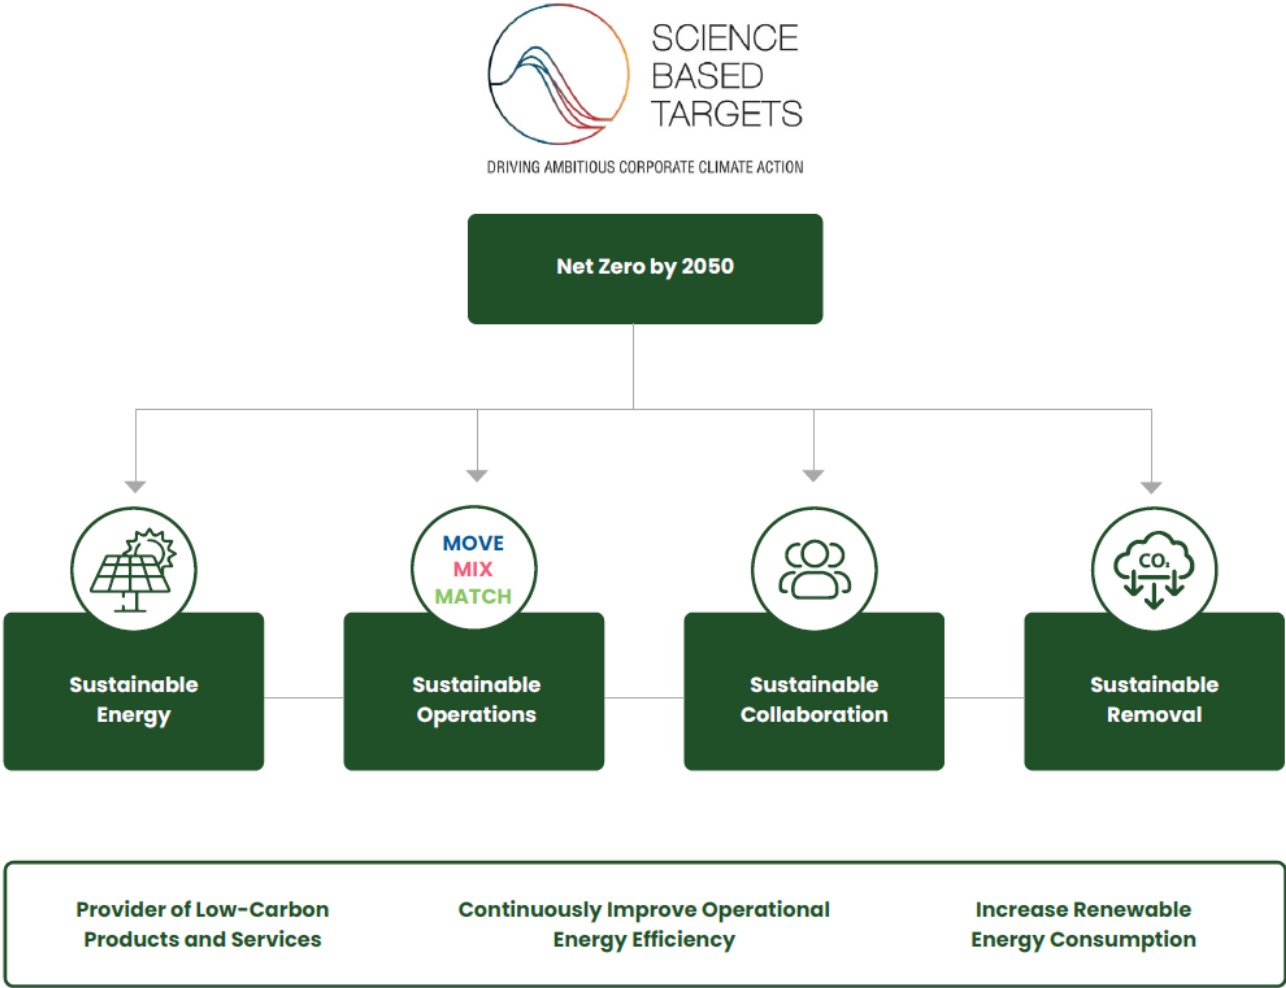 SCIENCE
BASED
TARGETS
DRIVING AMBITIOUS CORPORATE CLIMATE ACTION
Net Zero by 2050
MOVE
MIX
MATCH
CO₂
Sustainable
Energy
Sustainable
Operations
Sustainable
Collaboration
Sustainable
Removal
Provider of Low-Carbon
Products and Services
Continuously Improve Operational
Energy Efficiency
Increase Renewable
Energy Consumption